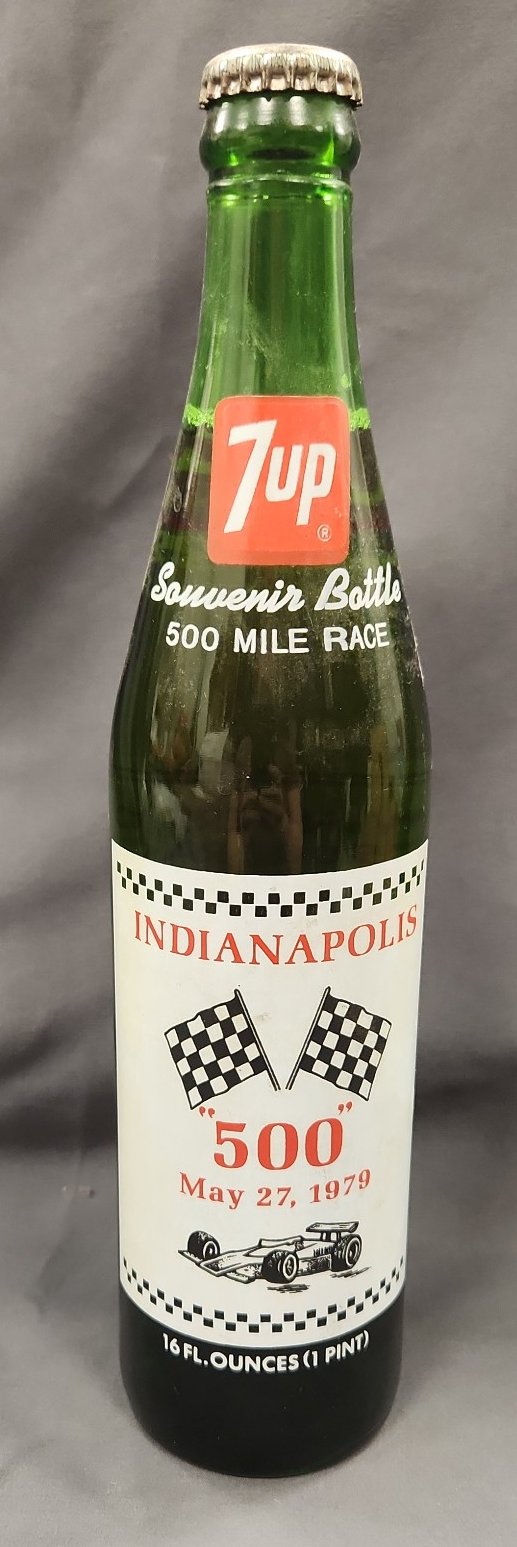 7up®
Souvenir Bottle
500 MILE RACE
INDIANAPOLIS
"500"
May 27, 1979
16 FL. OUNCES (1 PINT)